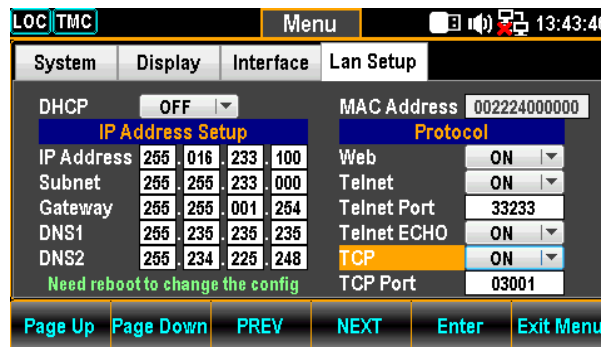 LOC TMC Menu 13:43:46
System Display Interface Lan Setup
DHCP OFF
IP Address Setup
IP Address 255 . 016 . 233 . 100
Subnet 255 . 255 . 233 . 000
Gateway 255 . 255 . 001 . 254
DNS1 255 . 235 . 235 . 235
DNS2 255 . 234 . 225 . 248
Need reboot to change the config
MAC Address 002224000000
Protocol
Web ON
Telnet ON
Telnet Port 33233
Telnet ECHO ON
TCP ON
TCP Port 03001
Page Up Page Down PREV NEXT Enter Exit Menu